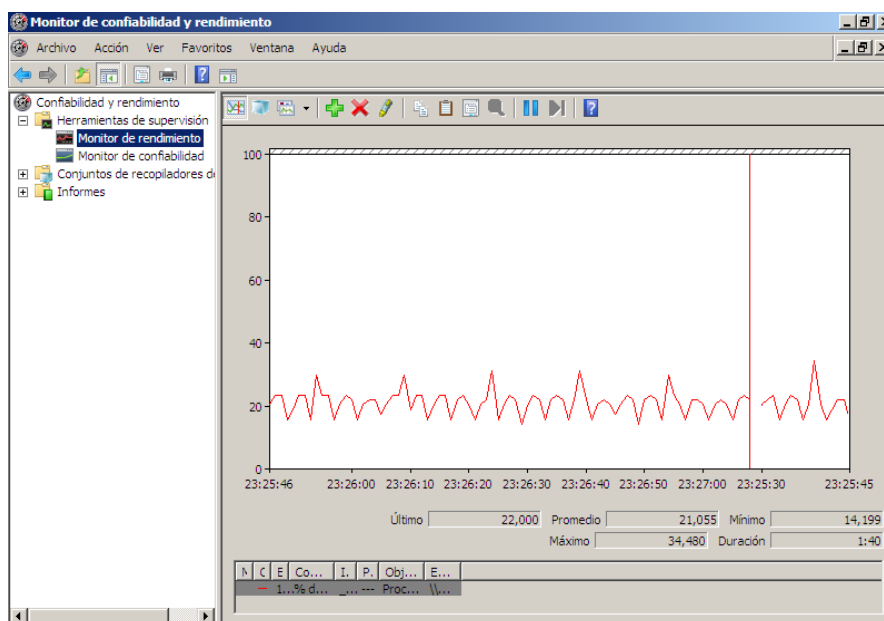 Monitor de confiabilidad y rendimiento
Archivo Acción Ver Favoritos Ventana Ayuda
Confiabilidad y rendimiento
Herramientas de supervisión
Monitor de rendimiento
Monitor de confiabilidad
Conjuntos de recopiladores d
Informes
100
80
60
40
20
0
23:25:46 23:26:00 23:26:10 23:26:20 23:26:30 23:26:40 23:26:50 23:27:00 23:25:30 23:25:45
Último 22,000 Promedio 21,055 Mínimo 14,199
Máximo 34,480 Duración 1:40
C E Co... I. P. Obj... E...
1... % d... _... --- Proc... \\...